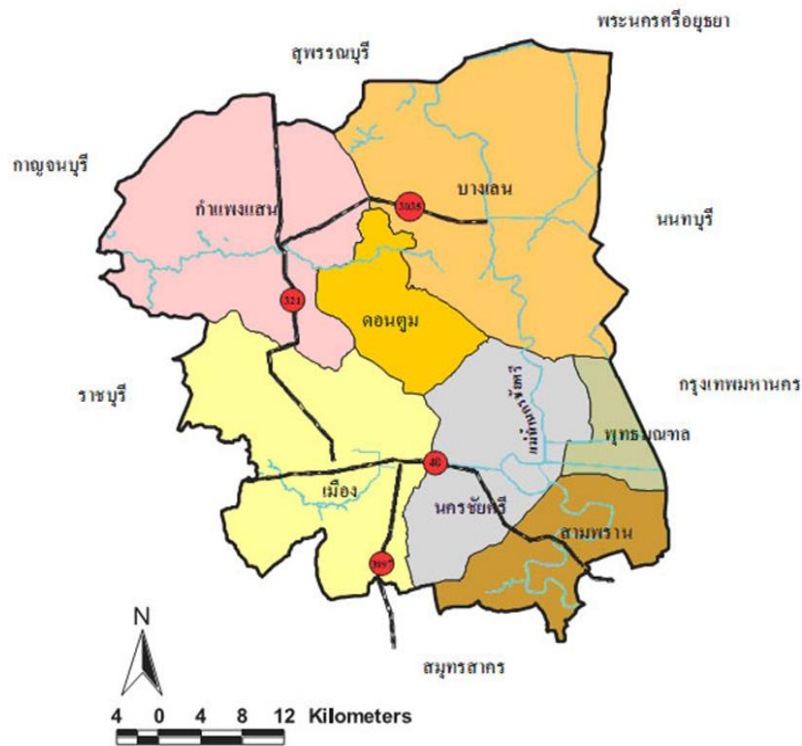 พระนครศรีอยุธยา
สุพรรณบุรี
กาญจนบุรี
กำแพงแสน
บางเลน
3036
นนทบุรี
321
ดอนตูม
ราชบุรี
กรุงเทพมหานคร
พุทธมณฑล
เมือง
นครชัยศรี
สามพราน
สมุทรสาคร
N
4 0 4 8 12 Kilometers